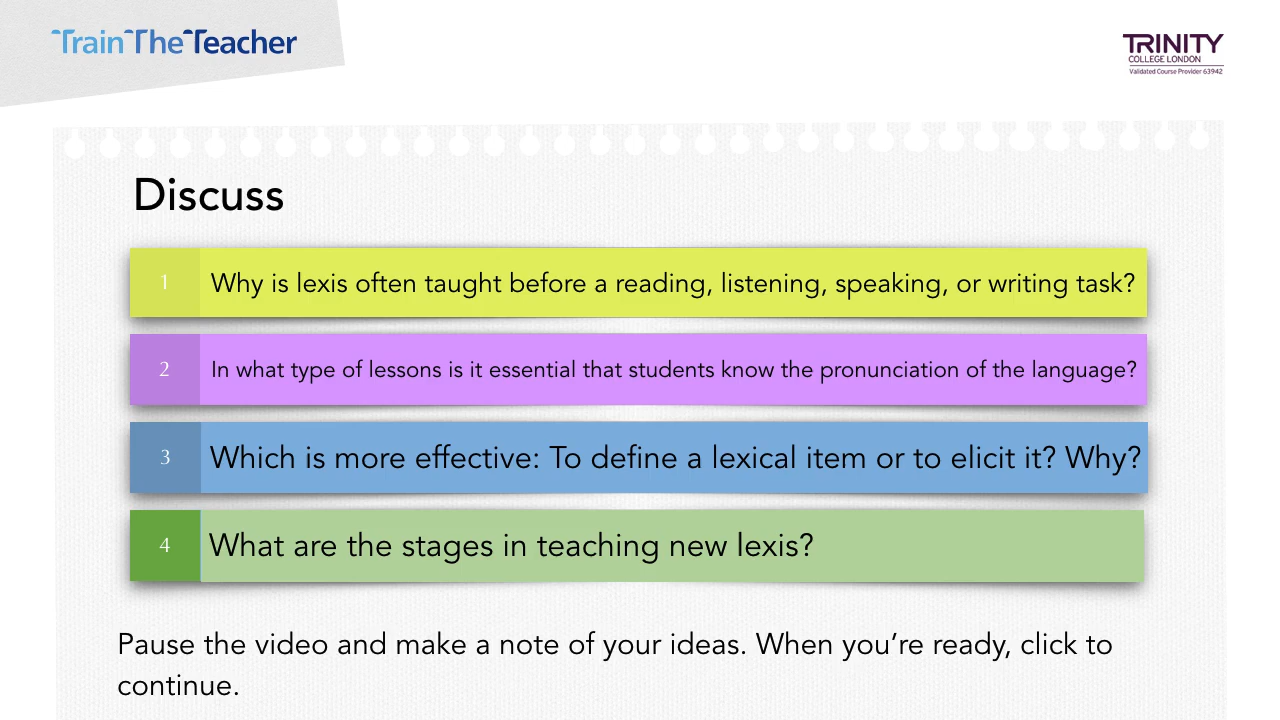 TrainTheTeacher
TRINITY
COLLEGE LONDON
Validated Course Provider 63942
Discuss
1 Why is lexis often taught before a reading, listening, speaking, or writing task?
2 In what type of lessons is it essential that students know the pronunciation of the language?
3 Which is more effective: To define a lexical item or to elicit it? Why?
4 What are the stages in teaching new lexis?
Pause the video and make a note of your ideas. When you’re ready, click to
continue.